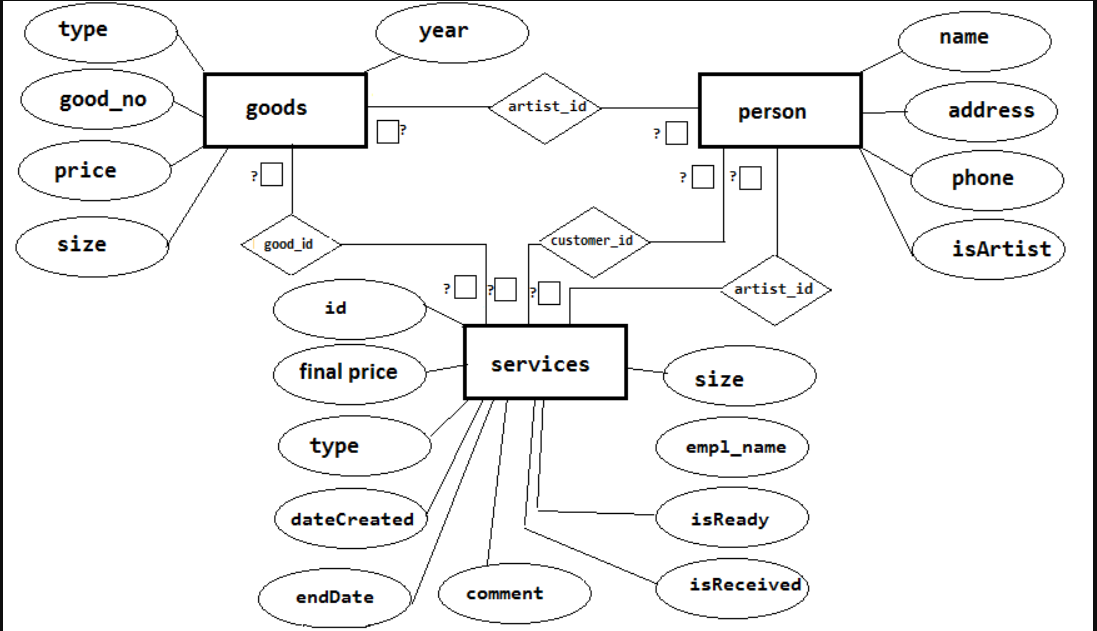 type
year
name
good_no
goods
artist_id
person
address
?
?
price
?
?
?
phone
size
good_id
customer_id
isArtist
?
?
?
artist_id
id
final price
services
size
type
empl_name
dateCreated
isReady
endDate
comment
isReceived